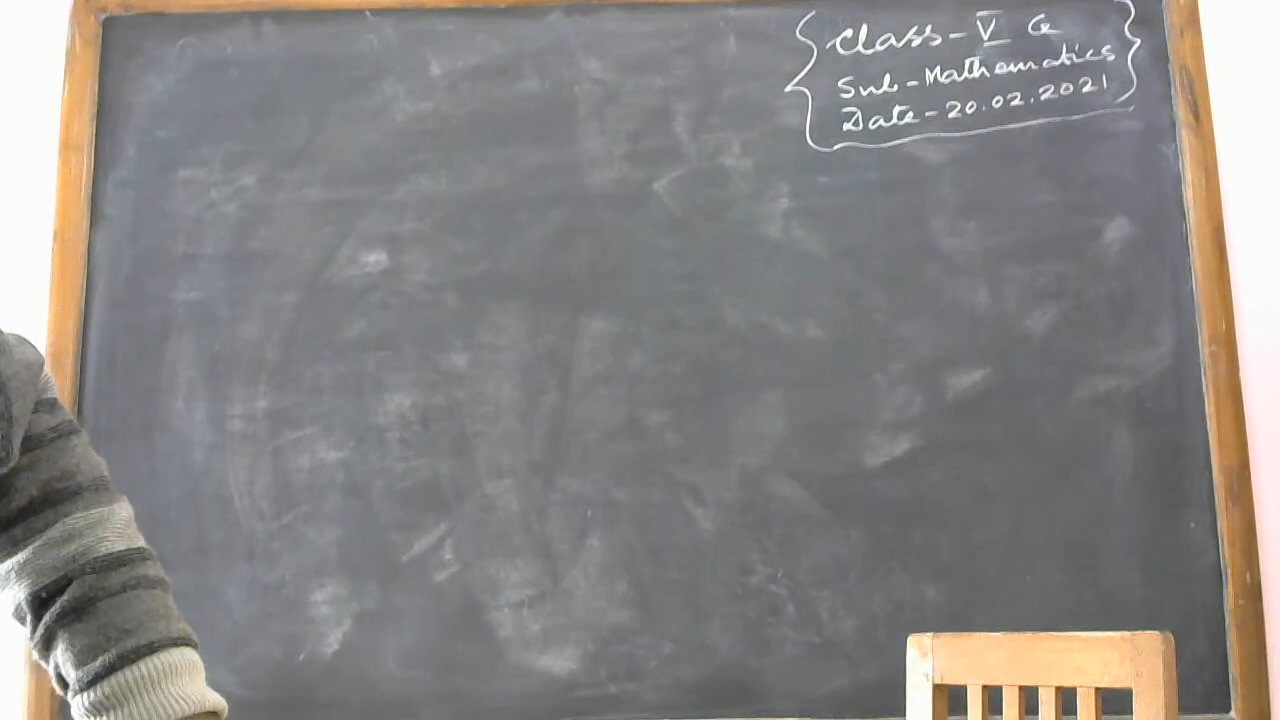 Class - V G
Sub - Mathematics
Date - 20.02.2021